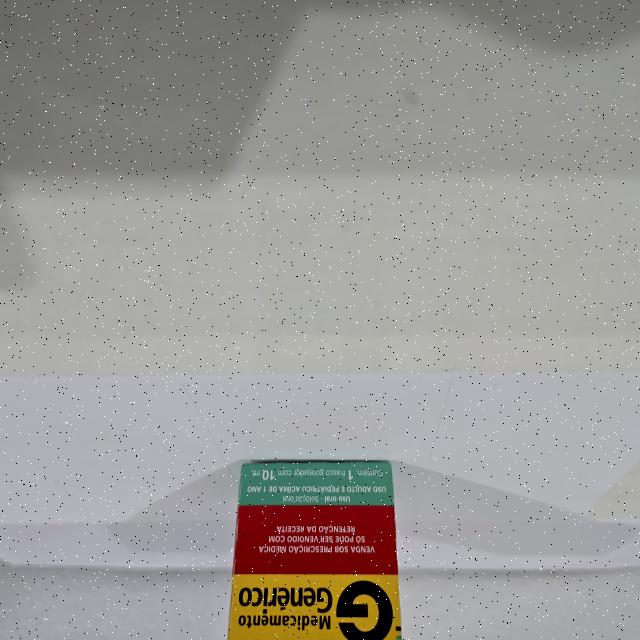 G
Medicamento
Genérico
VENDA SOB PRESCRIÇÃO MÉDICA -
SÓ PODE SER VENDIDO COM
RETENÇÃO DA RECEITA
Uso oral - solução oral
USO ADULTO E PEDIÁTRICO ACIMA DE 1 ANO
Contém: 1 frasco gotejador com 10 mL